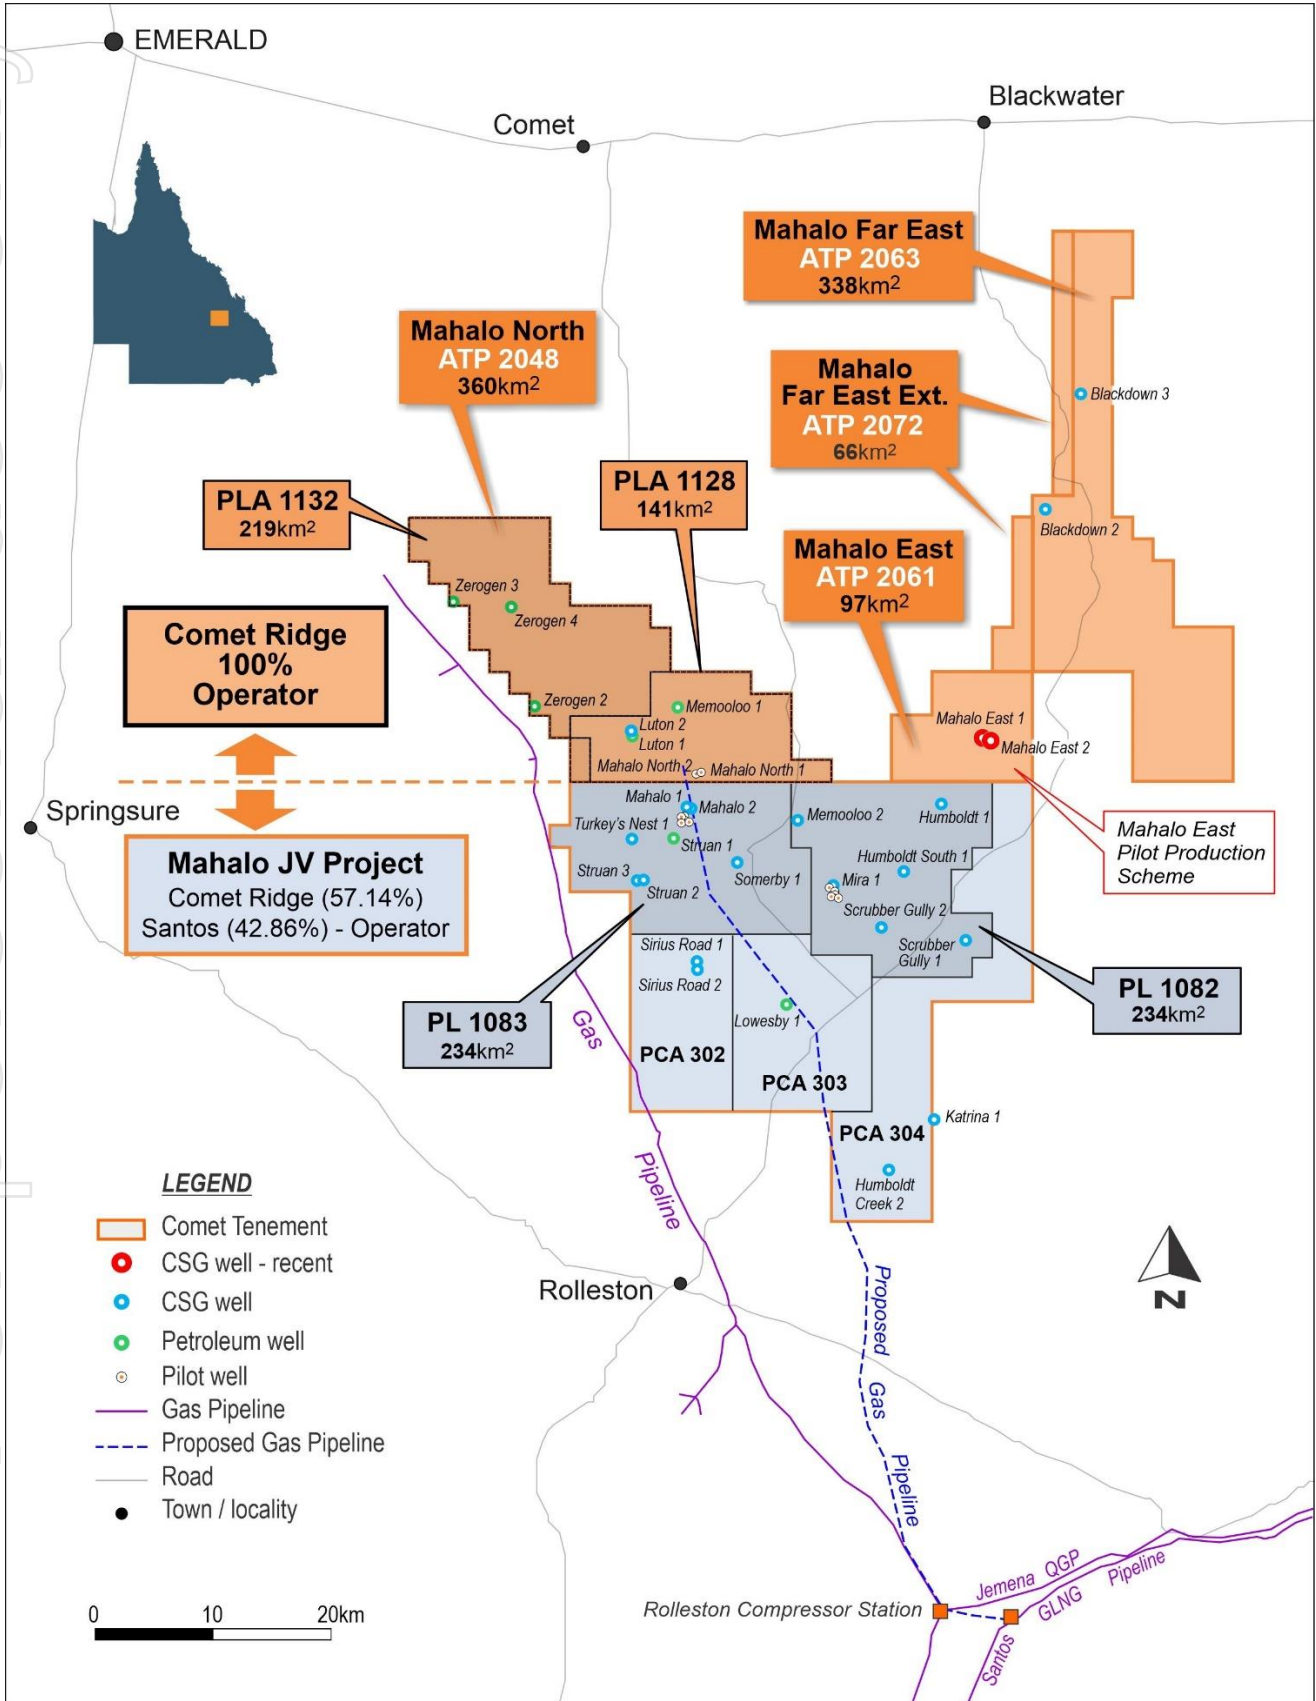 EMERALD
Comet
Blackwater
Mahalo Far East
ATP 2063
338km²
Mahalo North
ATP 2048
360km²
Mahalo
Far East Ext.
ATP 2072
66km²
Blackdown 3
PLA 1132
219km²
PLA 1128
141km²
Blackdown 2
Mahalo East
ATP 2061
97km²
Zerogen 3
Zerogen 4
Comet Ridge
100%
Operator
Zerogen 2
Memooloo 1
Luton 2
Luton 1
Mahalo East 1
Mahalo East 2
Mahalo North 2
Mahalo North 1
Springsure
Mahalo 1
Mahalo 2
Memooloo 2
Humboldt 1
Turkey's Nest 1
Struan 1
Mahalo East
Pilot Production
Scheme
Mahalo JV Project
Comet Ridge (57.14%)
Santos (42.86%) - Operator
Struan 3
Struan 2
Somerby 1
Humboldt South 1
Mira 1
Scrubber Gully 2
Scrubber
Gully 1
Sirius Road 1
Sirius Road 2
PL 1083
234km²
PL 1082
234km²
Lowesby 1
Gas
Pipeline
PCA 302
PCA 303
PCA 304
Katrina 1
Humboldt
Creek 2
LEGEND
Comet Tenement
CSG well - recent
CSG well
Petroleum well
Pilot well
Gas Pipeline
Proposed Gas Pipeline
Road
Town / locality
Rolleston
N
Proposed
Gas
Pipeline
0 10 20km
Rolleston Compressor Station
Jemena QGP
Santos GLNG Pipeline